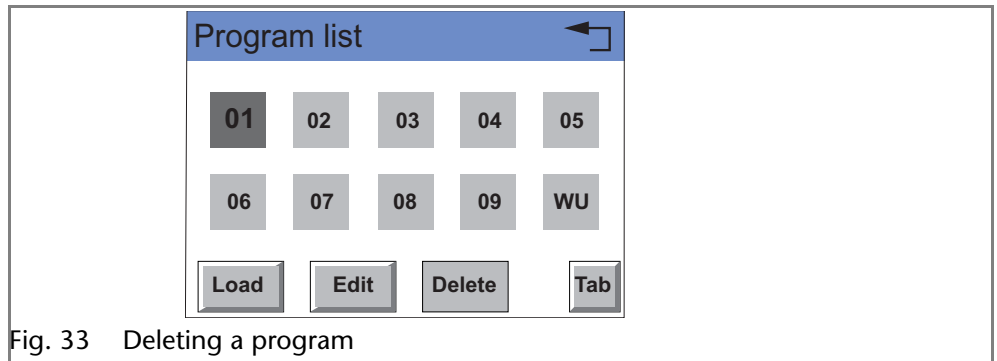 Program list
01 02 03 04 05
06 07 08 09 WU
Load Edit Delete Tab
Fig. 33 Deleting a program